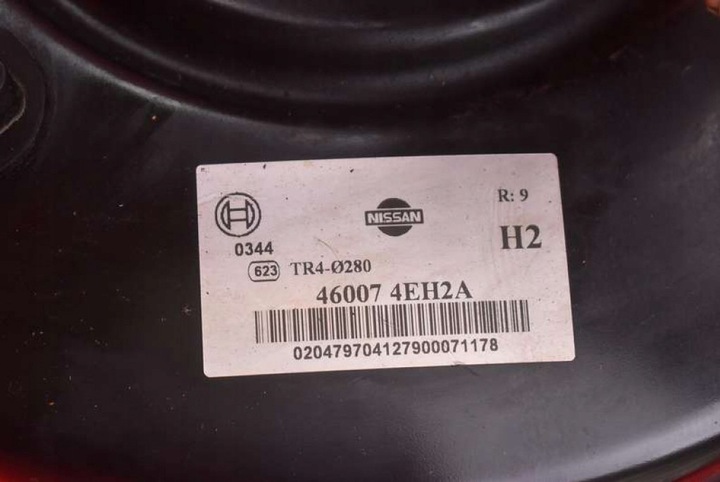 NISSAN
R: 9
0344
H2
623 TR4-Ø280
46007 4EH2A
020479704127900071178